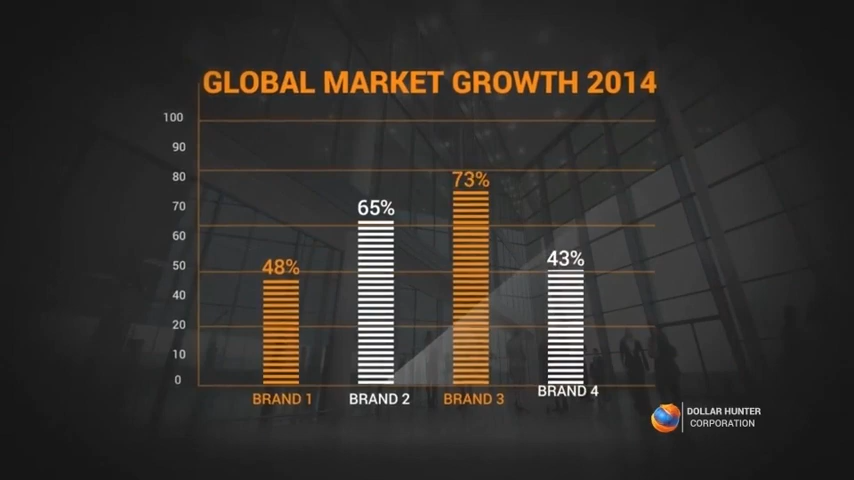 GLOBAL MARKET GROWTH 2014
100
90
80
70
60
50
40
20
10
0
48%
65%
73%
43%
BRAND 1
BRAND 2
BRAND 3
BRAND 4
DOLLAR HUNTER
CORPORATION